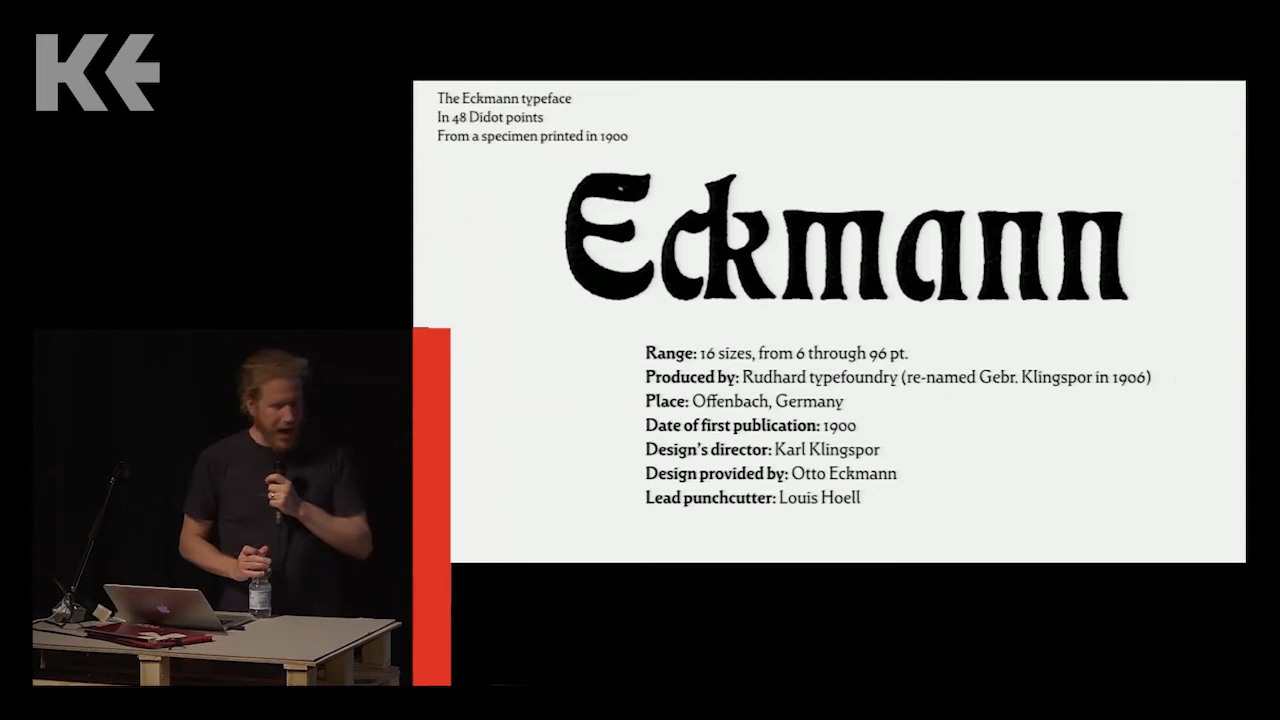 KE
The Eckmann typeface
In 48 Didot points
From a specimen printed in 1900
Eckmann
Range: 16 sizes, from 6 through 96 pt.
Produced by: Rudhard typefoundry (re-named Gebr. Klingspor in 1906)
Place: Offenbach, Germany
Date of first publication: 1900
Design's director: Karl Klingspor
Design provided by: Otto Eckmann
Lead punchcutter: Louis Hoell